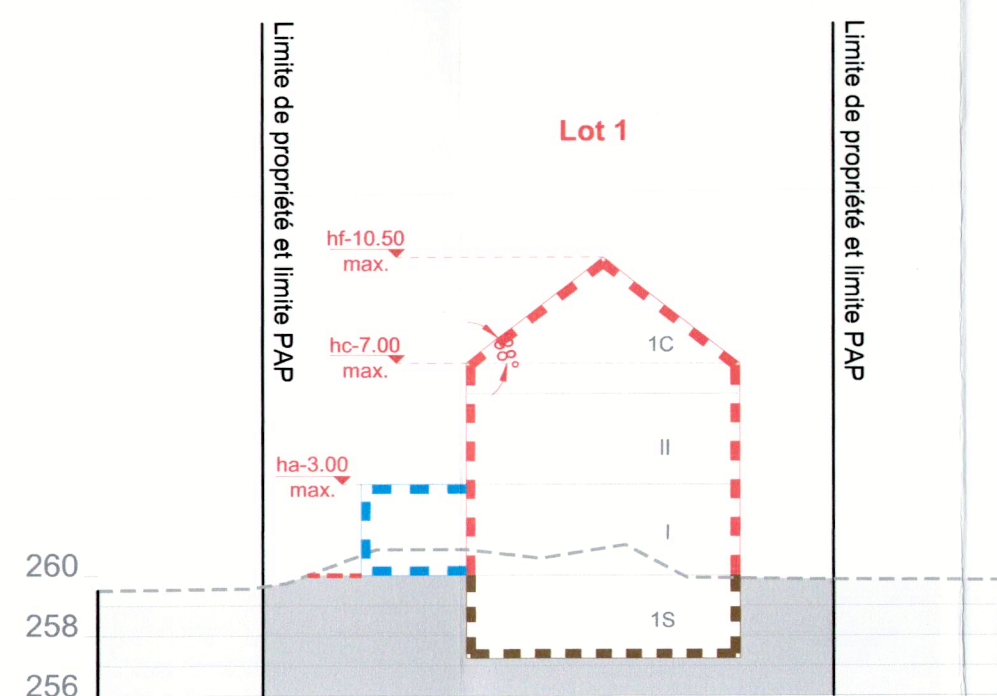 Limite de propriété et limite PAP
Limite de propriété et limite PAP
Lot 1
hf-10.50
max.
hc-7.00
max.
38°
1C
II
ha-3.00
max.
I
260
1S
258
256